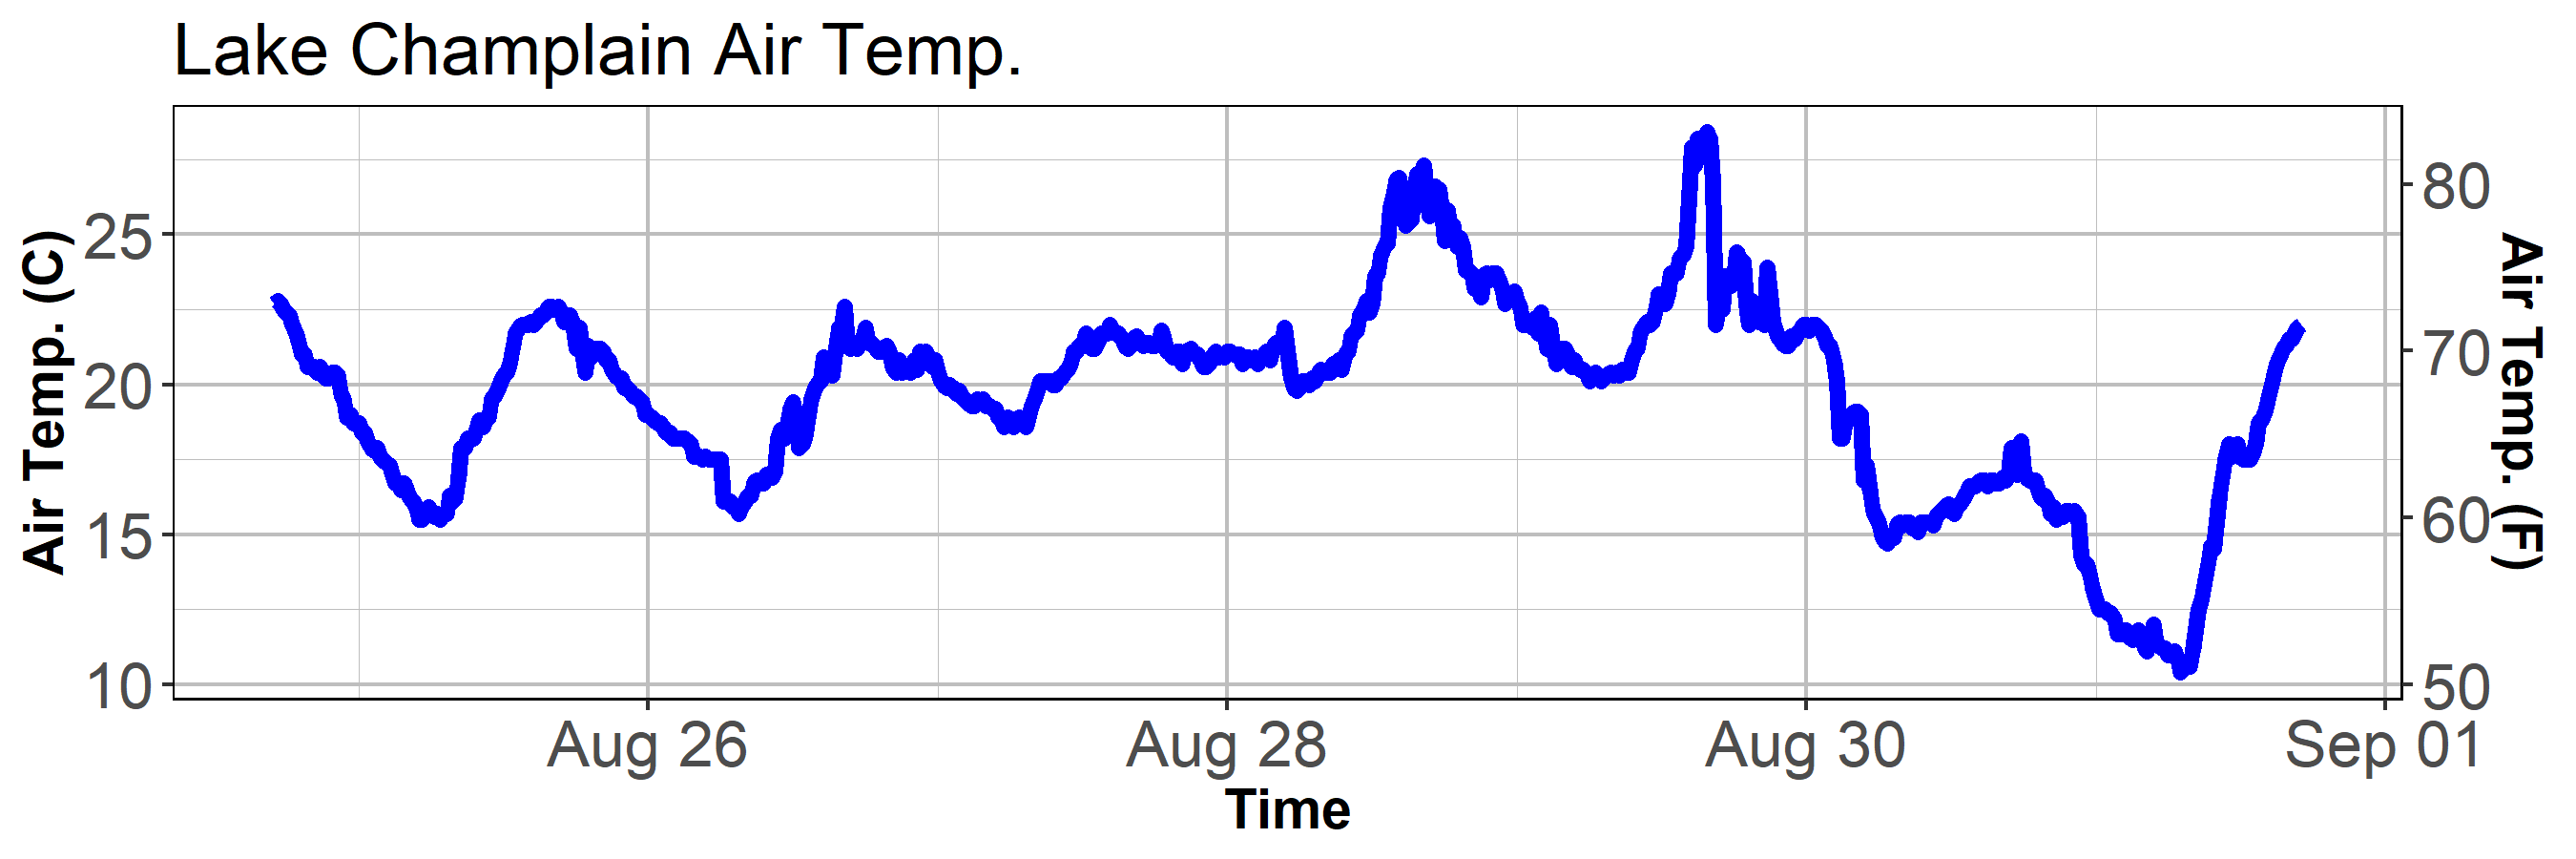 Lake Champlain Air Temp.
Air Temp. (C)
25
20
15
10
80
70
60
50
Air Temp. (F)
Aug 26
Aug 28
Aug 30
Sep 01
Time